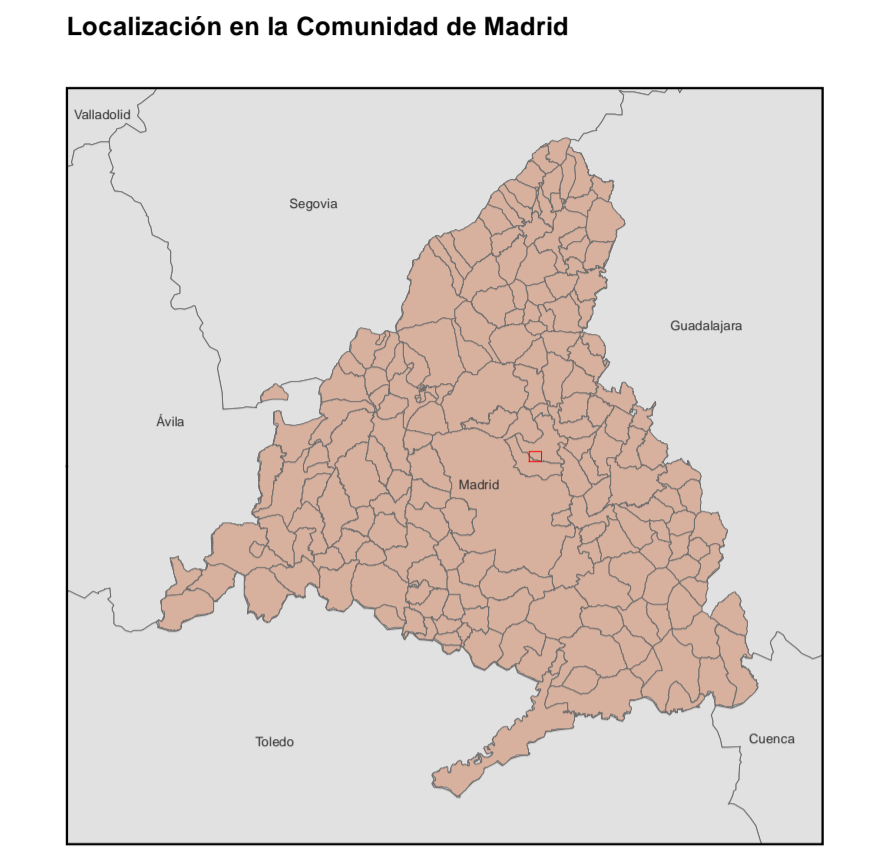 Localización en la Comunidad de Madrid
Valladolid
Segovia
Guadalajara
Ávila
Madrid
Toledo
Cuenca